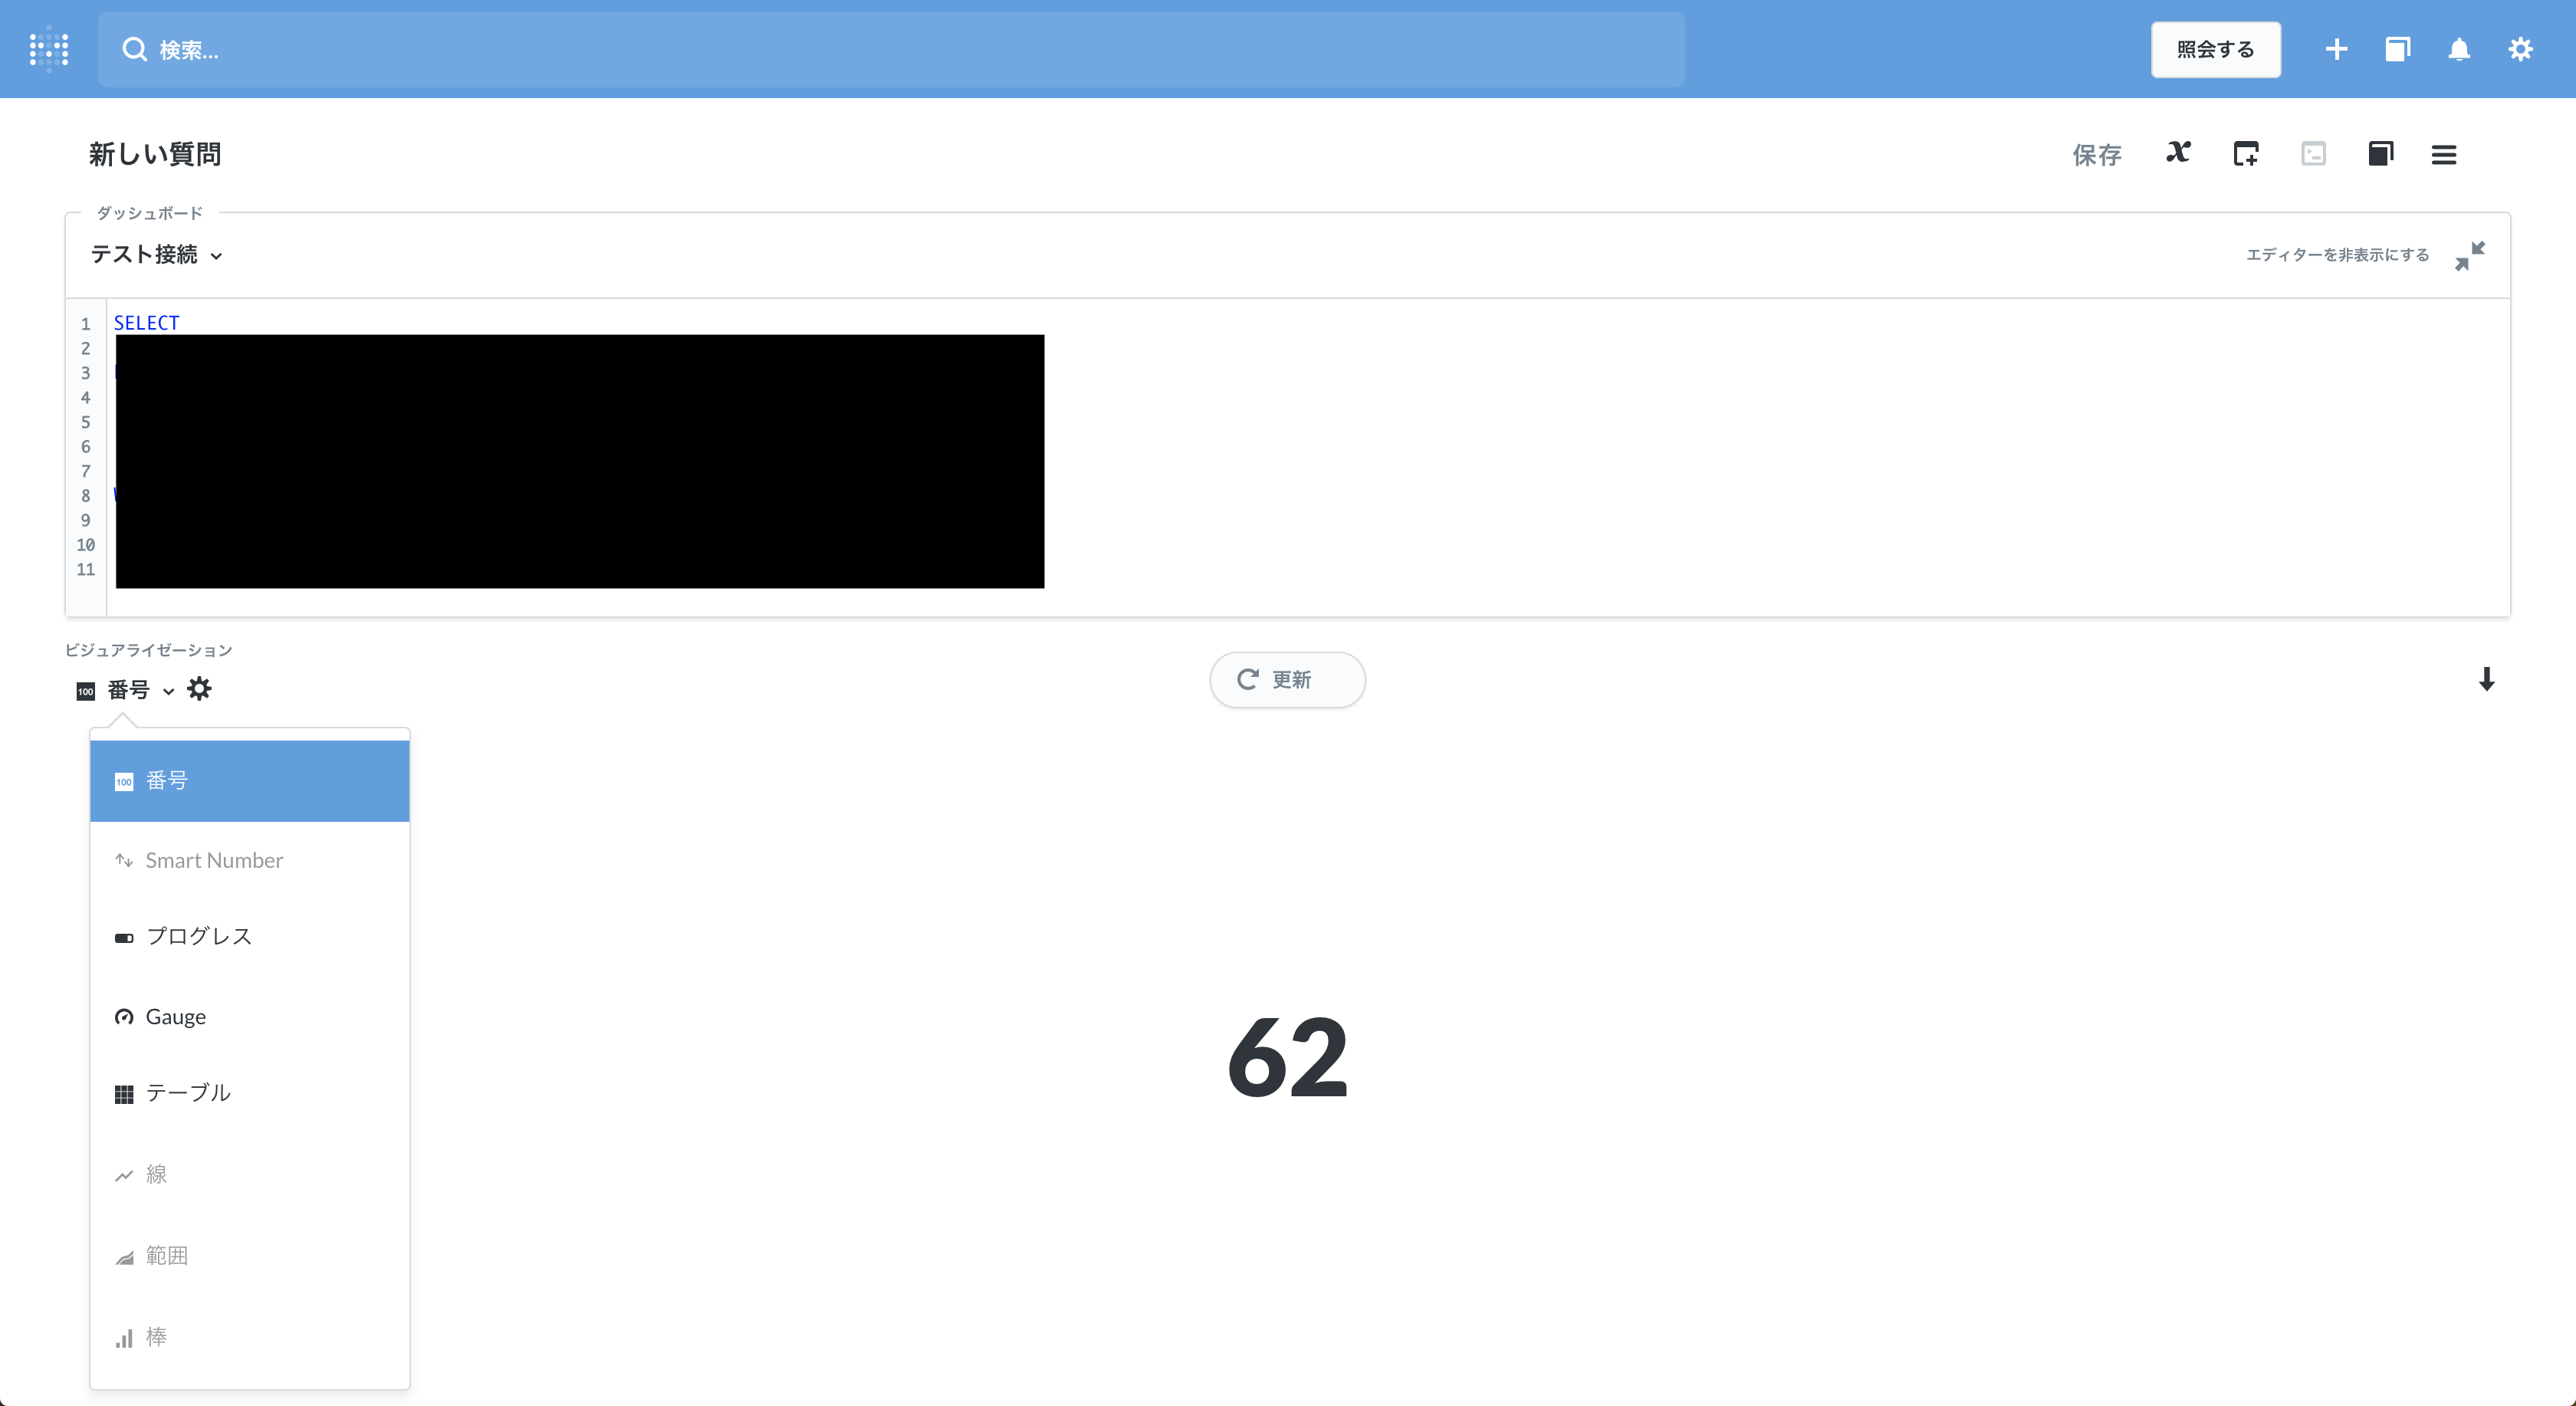 検索...
照会する
新しい質問
保存
ダッシュボード
テスト接続
エディターを非表示にする
1 SELECT
2
3
4
5
6
7
8
9
10
11
ビジュアライゼーション
100 番号
更新
100 番号
Smart Number
プログレス
Gauge
テーブル
線
範囲
棒
62